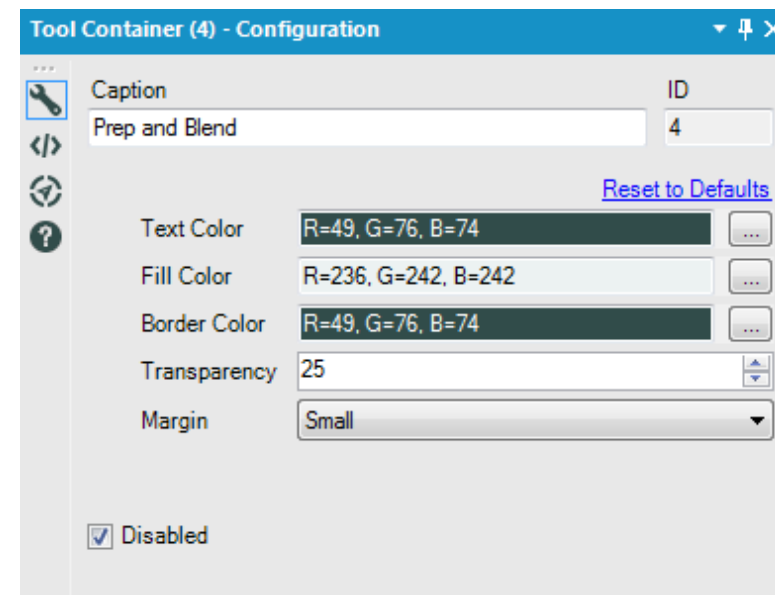 Tool Container (4) - Configuration
Caption ID
Prep and Blend 4
Reset to Defaults
Text Color R=49, G=76, B=74 ...
Fill Color R=236, G=242, B=242 ...
Border Color R=49, G=76, B=74 ...
Transparency 25
Margin Small
Disabled